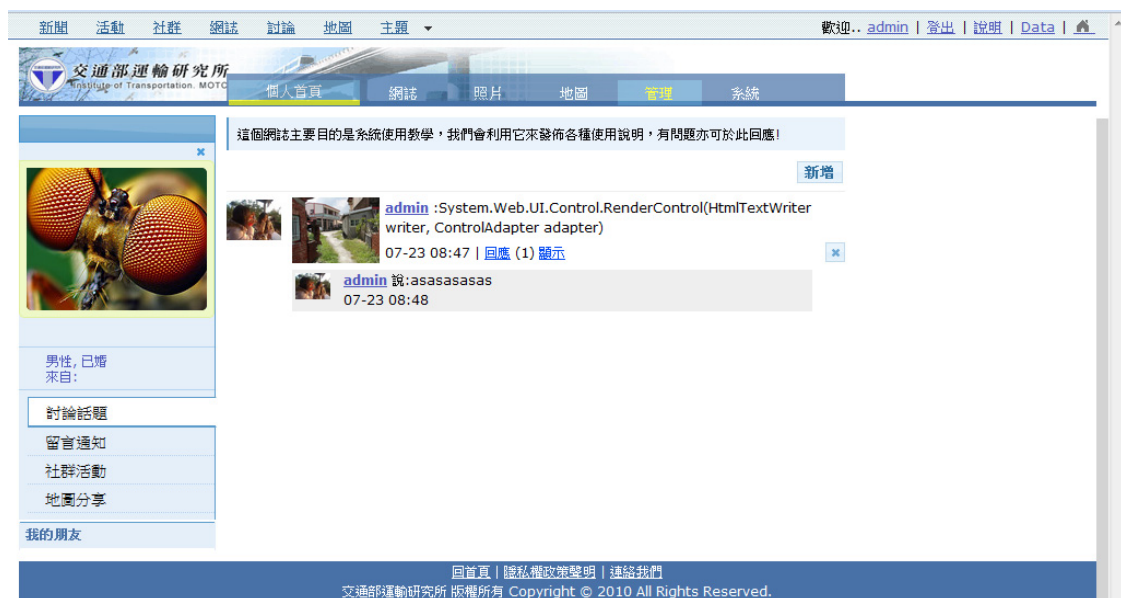 新聞 活動 社群 網誌 討論 地圖 主題 歡迎.. admin | 登出 | 說明 | Data |
交通部運輸研究所
Institute of Transportation. MOTC
個人首頁 網誌 照片 地圖 管理 系統
這個網誌主要目的是系統使用教學，我們會利用它來發佈各種使用說明，有問題亦可於此回應!
新增
admin :System.Web.UI.Control.RenderControl(HtmlTextWriter
writer, ControlAdapter adapter)
07-23 08:47 | 回應 (1) 顯示
admin 說:asasasasas
07-23 08:48
男性, 已婚
來自:
討論話題
留言通知
社群活動
地圖分享
我的朋友
回首頁 | 隱私權政策聲明 | 連絡我們
交通部運輸研究所 版權所有 Copyright © 2010 All Rights Reserved.